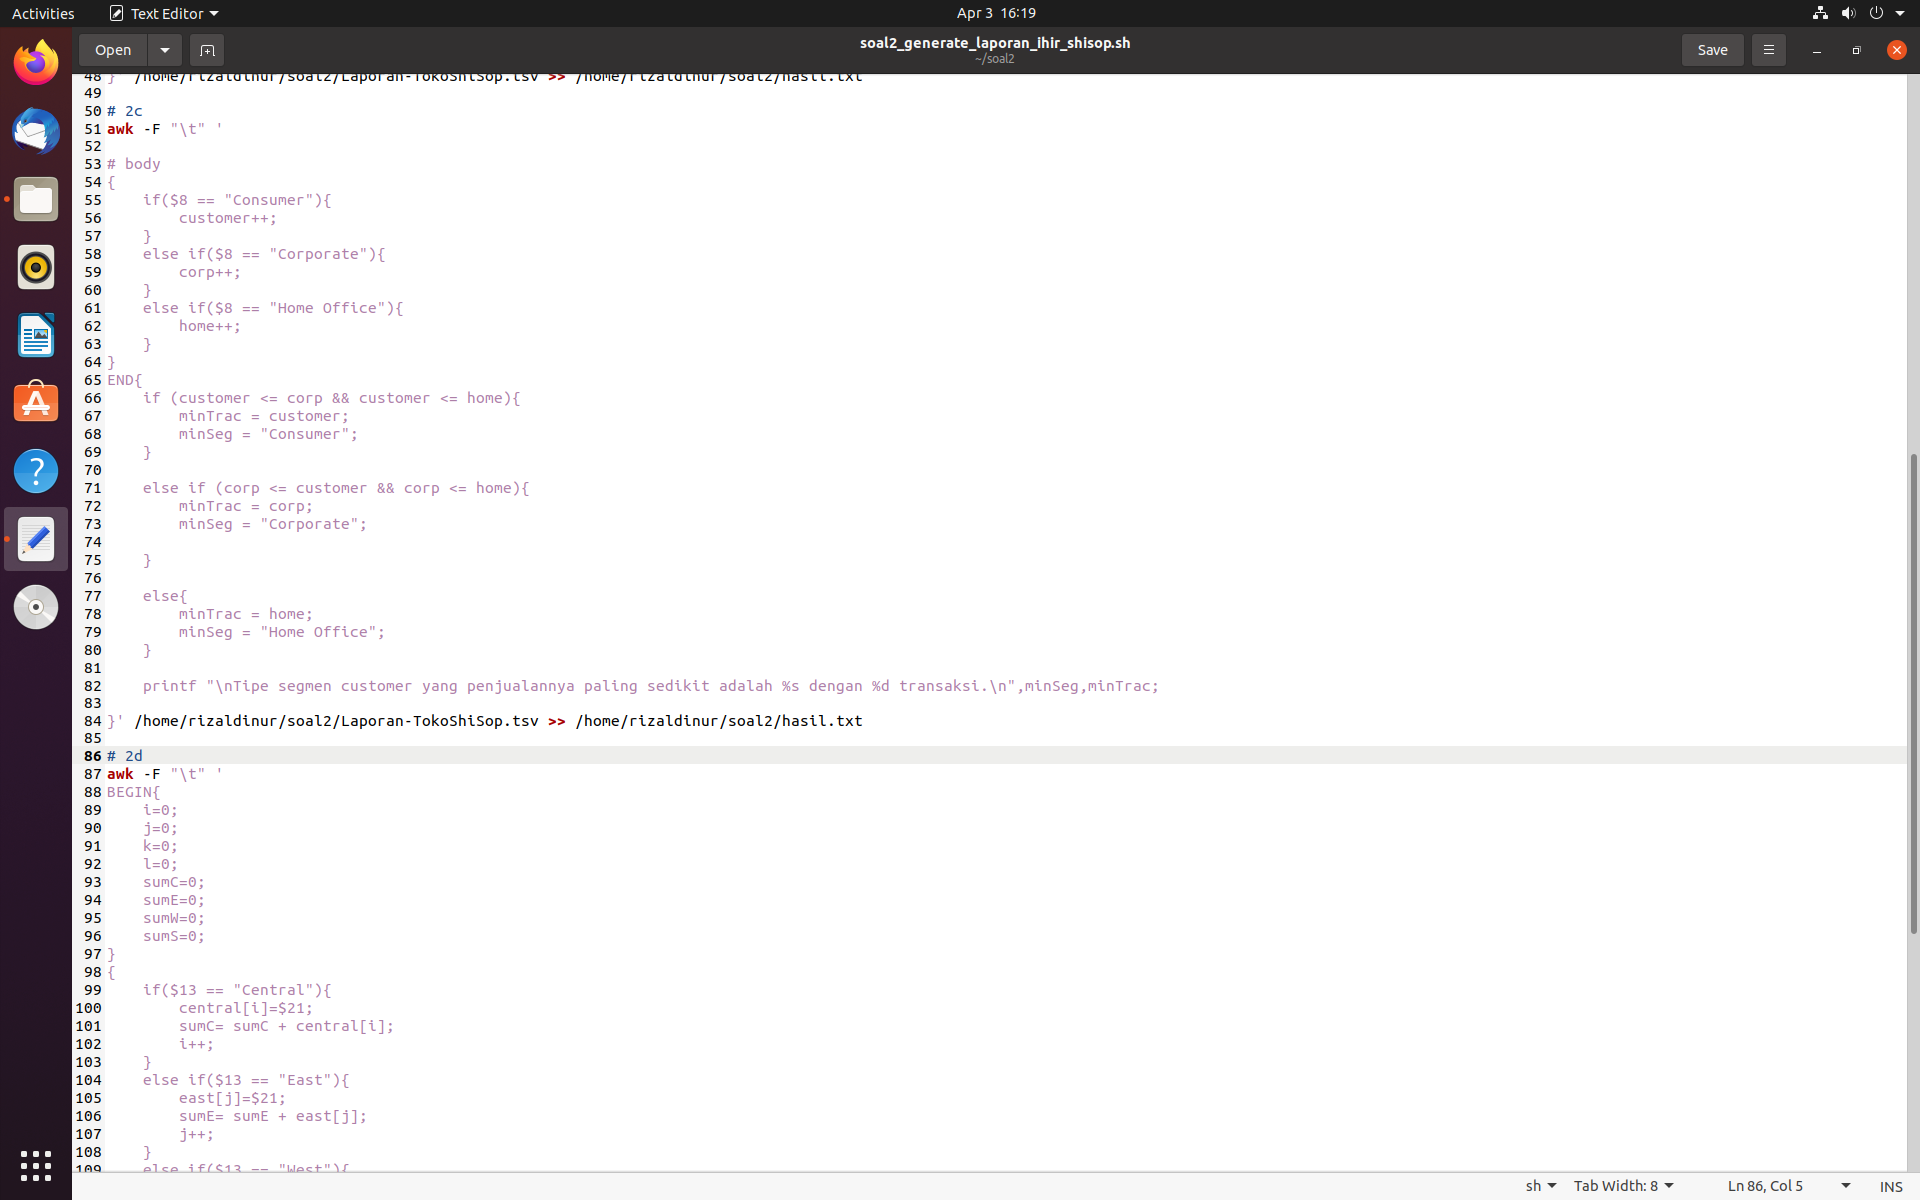 Activities
Text Editor
Apr 3 16:19
Open
soal2_generate_laporan_ihir_shisop.sh
~/soal2
Save
48 }' /home/rizaldinur/soal2/Laporan-TokoShiSop.tsv >> /home/rizaldinur/soal2/hasil.txt
49
50 # 2c
51 awk -F "\t" '
52
53 # body
54 {
55     if($8 == "Consumer"){
56         customer++;
57     }
58     else if($8 == "Corporate"){
59         corp++;
60     }
61     else if($8 == "Home Office"){
62         home++;
63     }
64 }
65 END{
66     if (customer <= corp && customer <= home){
67         minTrac = customer;
68         minSeg = "Consumer";
69     }
70
71     else if (corp <= customer && corp <= home){
72         minTrac = corp;
73         minSeg = "Corporate";
74
75     }
76
77     else{
78         minTrac = home;
79         minSeg = "Home Office";
80     }
81
82     printf "\nTipe segmen customer yang penjualannya paling sedikit adalah %s dengan %d transaksi.\n",minSeg,minTrac;
83
84 }' /home/rizaldinur/soal2/Laporan-TokoShiSop.tsv >> /home/rizaldinur/soal2/hasil.txt
85
86 # 2d
87 awk -F "\t" '
88 BEGIN{
89     i=0;
90     j=0;
91     k=0;
92     l=0;
93     sumC=0;
94     sumE=0;
95     sumW=0;
96     sumS=0;
97 }
98 {
99     if($13 == "Central"){
100         central[i]=$21;
101         sumC= sumC + central[i];
102         i++;
103     }
104     else if($13 == "East"){
105         east[j]=$21;
106         sumE= sumE + east[j];
107         j++;
108     }
109     else if($13 == "West"){
sh
Tab Width: 8
Ln 86, Col 5
INS